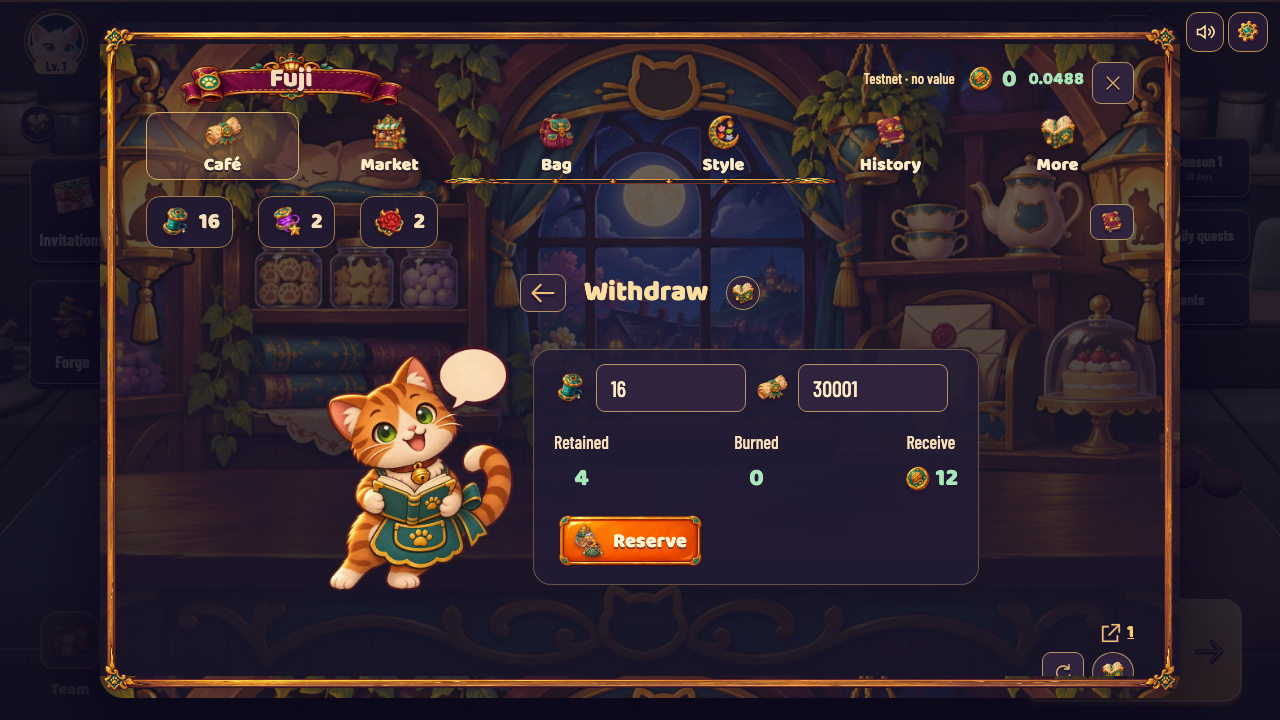 Lv. 1
Fuji
Testnet · no value
0
0.0488
Café
Market
Bag
Style
History
More
16
2
2
Season 1
Invitation
Forge
Withdraw
16
30001
Retained
Burned
Receive
4
0
12
Reserve
1
Team